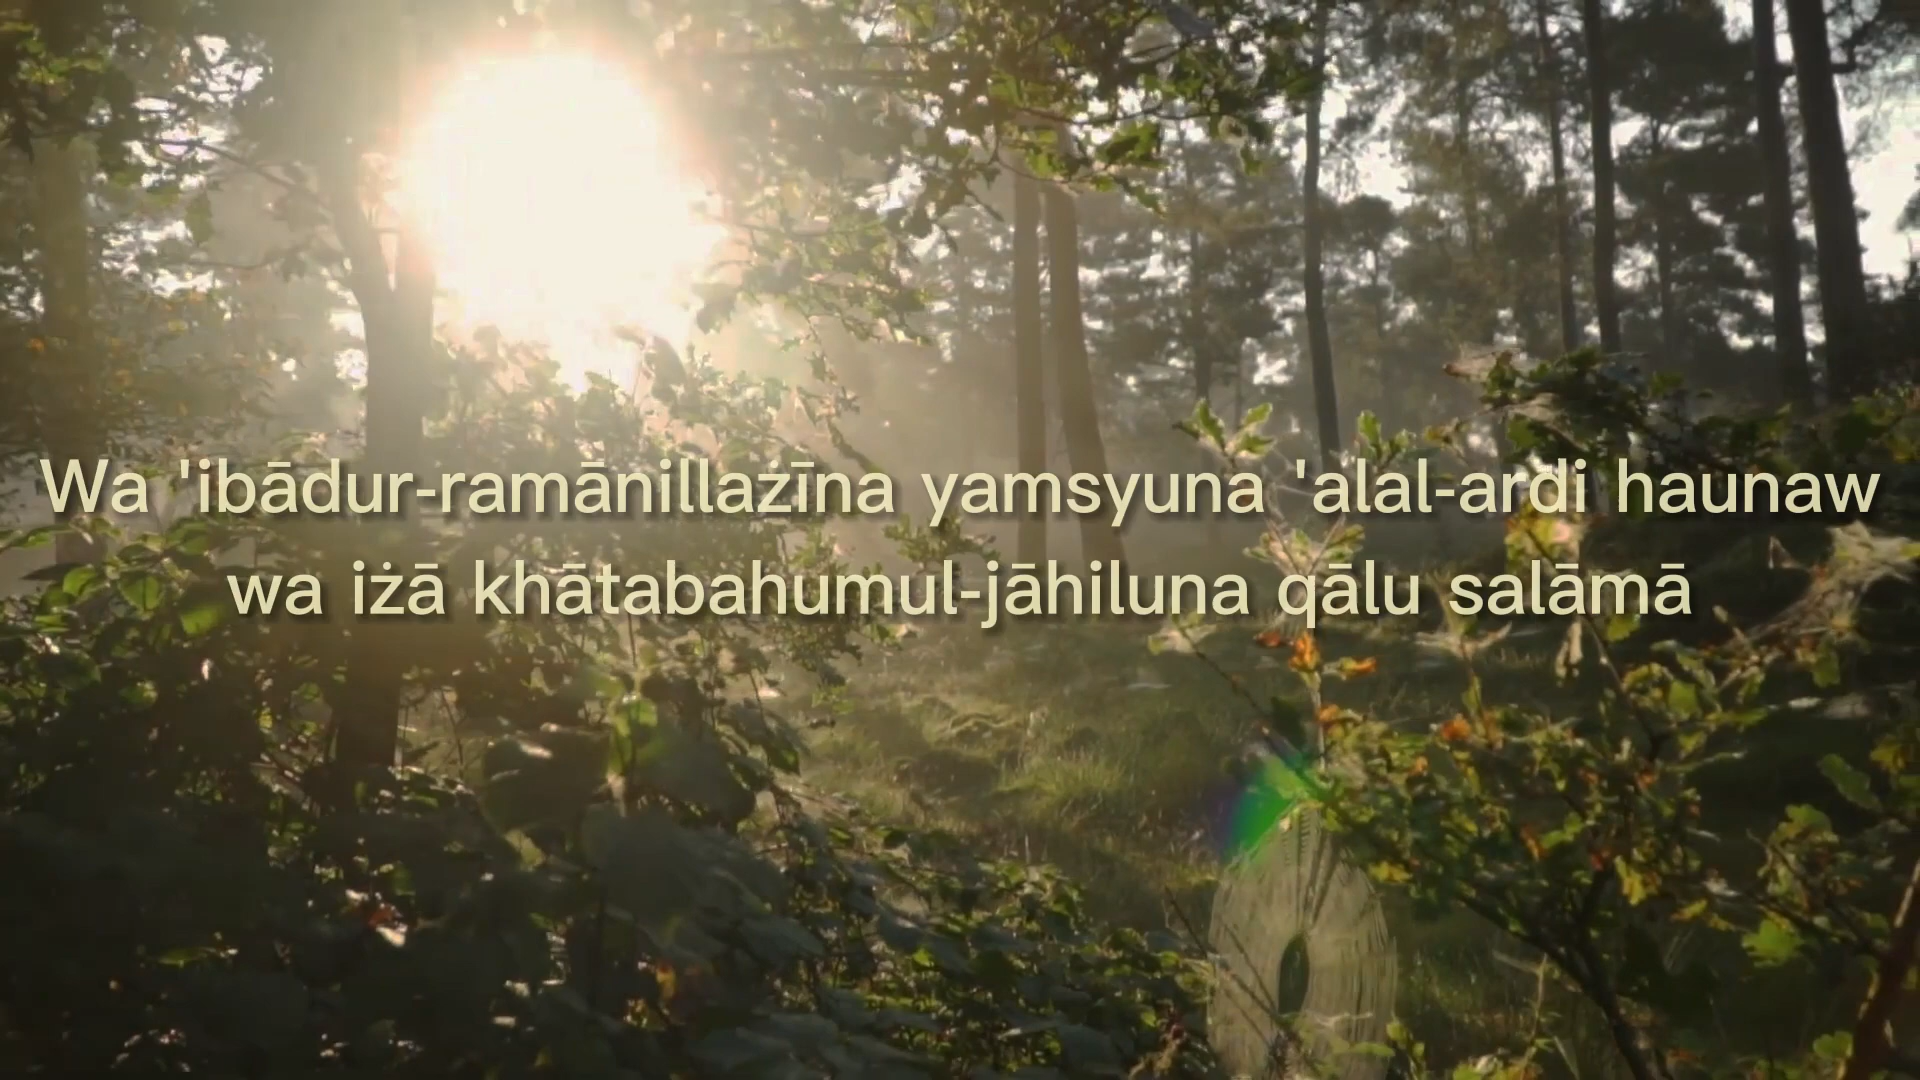 Wa 'ibādur-ramānillażīna yamsyuna 'alal-ardi haunaw
wa iżā khātabahumul-jāhiluna qālu salāmā